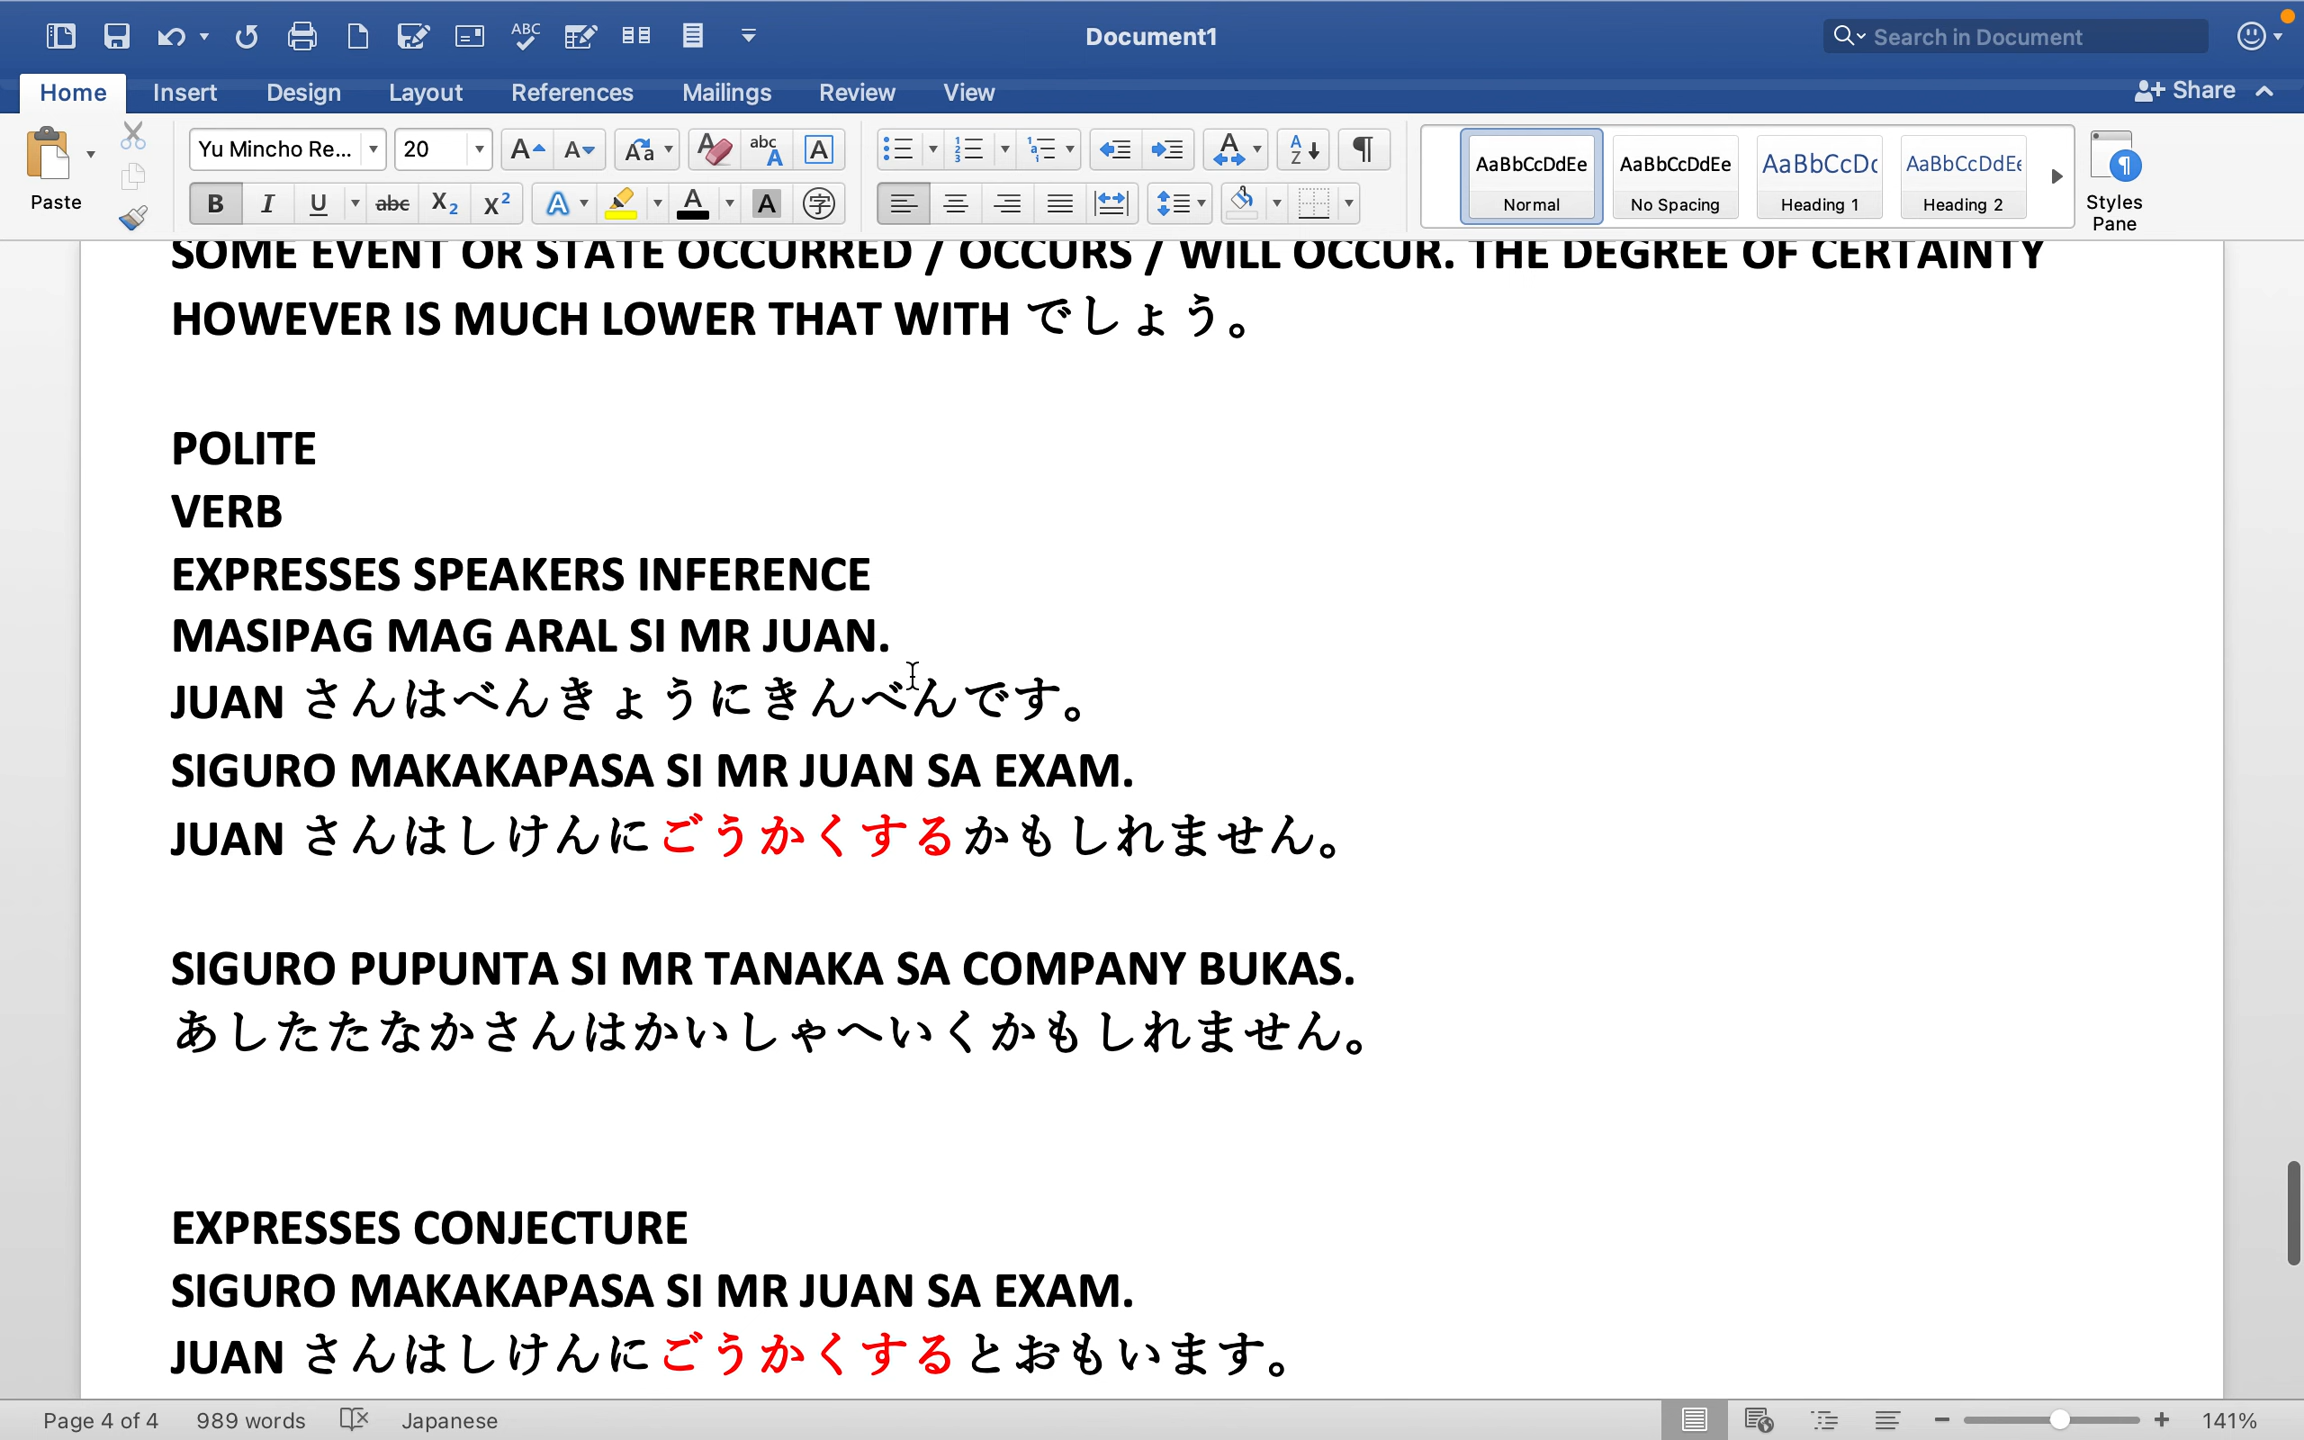 Document1
Search in Document
Home Insert Design Layout References Mailings Review View Share
Paste
Yu Mincho Re... 20
AaBbCcDdEe Normal
AaBbCcDdEe No Spacing
AaBbCcDc Heading 1
AaBbCcDdEe Heading 2
Styles Pane
SOME EVENT OR STATE OCCURRED / OCCURS / WILL OCCUR. THE DEGREE OF CERTAINTY
HOWEVER IS MUCH LOWER THAT WITH でしょう。
POLITE
VERB
EXPRESSES SPEAKERS INFERENCE
MASIPAG MAG ARAL SI MR JUAN.
JUAN さんはべんきょうにきんべんです。
SIGURO MAKAKAPASA SI MR JUAN SA EXAM.
JUAN さんはしけんにごうかくするかもしれません。
SIGURO PUPUNTA SI MR TANAKA SA COMPANY BUKAS.
あしたたなかさんはかいしゃへいくかもしれません。
EXPRESSES CONJECTURE
SIGURO MAKAKAPASA SI MR JUAN SA EXAM.
JUAN さんはしけんにごうかくするとおもいます。
Page 4 of 4 989 words Japanese 141%